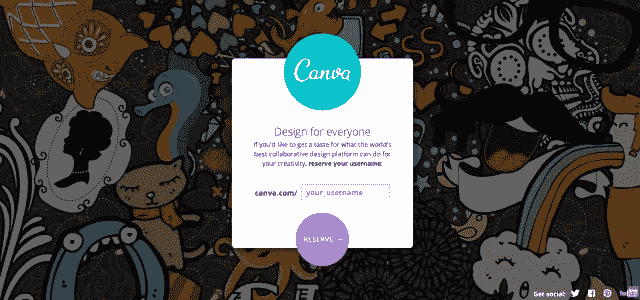 Canva
Design for everyone
If you'd like to get a taste for what the world's
best collaborative design platform can do for
your creativity, reserve your username:
canva.com/ your_username
RESERVE →
Get social: